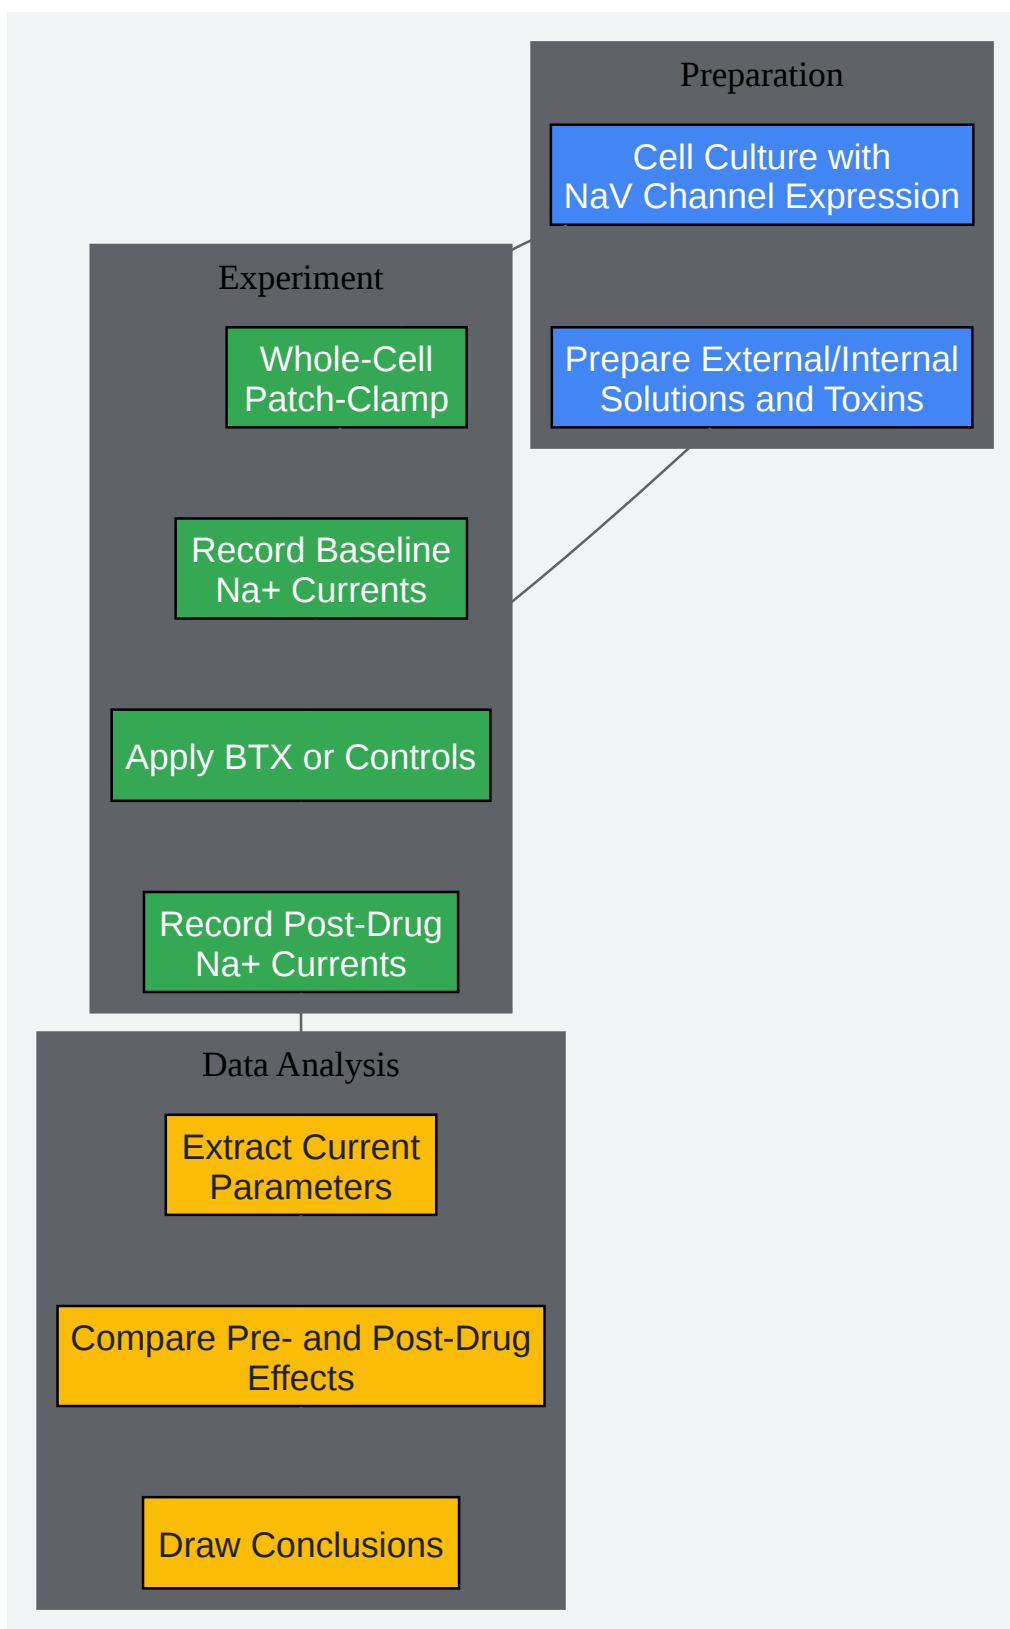 Preparation
Cell Culture with
NaV Channel Expression
Prepare External/Internal
Solutions and Toxins
Experiment
Whole-Cell
Patch-Clamp
Record Baseline
Na+ Currents
Apply BTX or Controls
Record Post-Drug
Na+ Currents
Data Analysis
Extract Current
Parameters
Compare Pre- and Post-Drug
Effects
Draw Conclusions